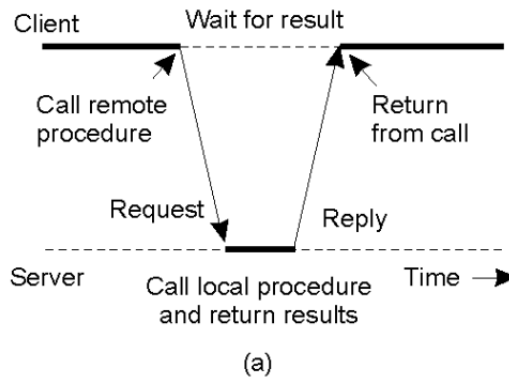 Client
Wait for result
Call remote
procedure
Return
from call
Request
Reply
Server
Call local procedure
and return results
Time
(a)